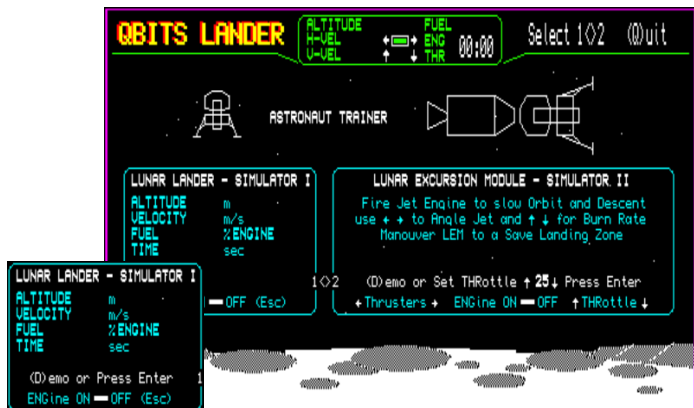 QBITS LANDER
ALTITUDE FUEL
H-VEL ←→ ENG 00:00
V-VEL ↑ ↓ THR
Select 1<>2 (Q)uit
ASTRONAUT TRAINER
LUNAR LANDER - SIMULATOR I
ALTITUDE m
VELOCITY m/s
FUEL % ENGINE
TIME sec
OFF (Esc)
1<>2
LUNAR EXCURSION MODULE - SIMULATOR II
Fire Jet Engine to slow Orbit and Descent
use ← → to Angle Jet and ↑ ↓ for Burn Rate
Manouver LEM to a Save Landing Zone
(D)emo or Set THRottle ↑ 25↓ Press Enter
←Thrusters→ ENGine ON OFF ↑THRottle↓
LUNAR LANDER - SIMULATOR I
ALTITUDE m
VELOCITY m/s
FUEL % ENGINE
TIME sec
(D)emo or Press Enter 1
ENGine ON OFF (Esc)